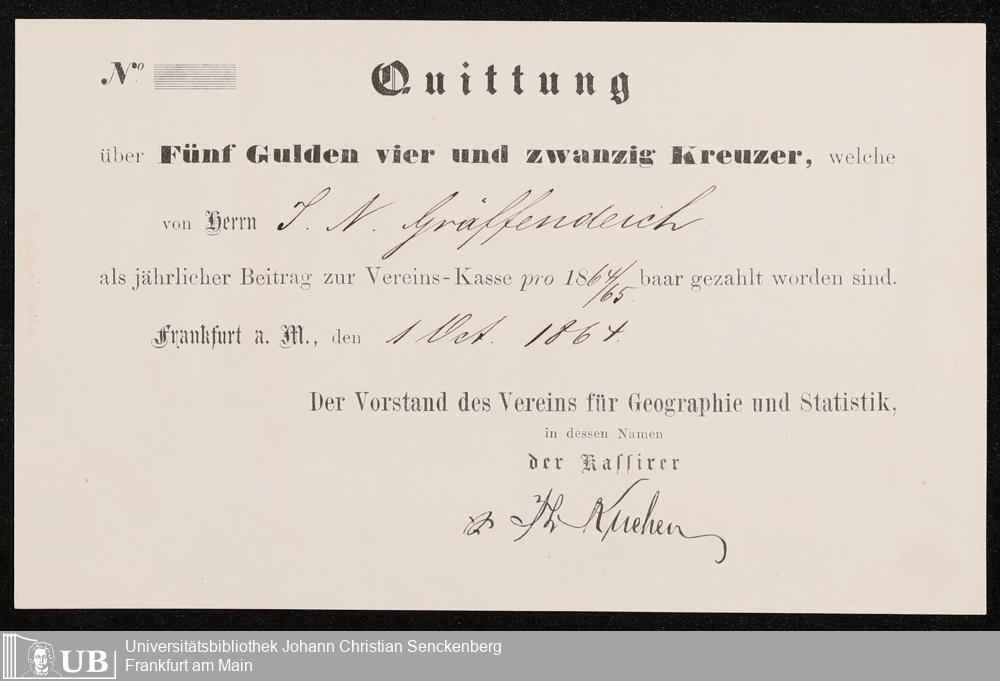 No
Quittung
über Fünf Gulden vier und zwanzig Kreuzer, welche
von Herrn J. N. Gräffendeich
als jährlicher Beitrag zur Vereins-Kasse pro 1864/65 baar gezahlt worden sind.
Frankfurt a. M., den 1 Oct. 1864.
Der Vorstand des Vereins für Geographie und Statistik,
in dessen Namen
der Kassirer
Th Kuchen
UB
Universitätsbibliothek Johann Christian Senckenberg
Frankfurt am Main